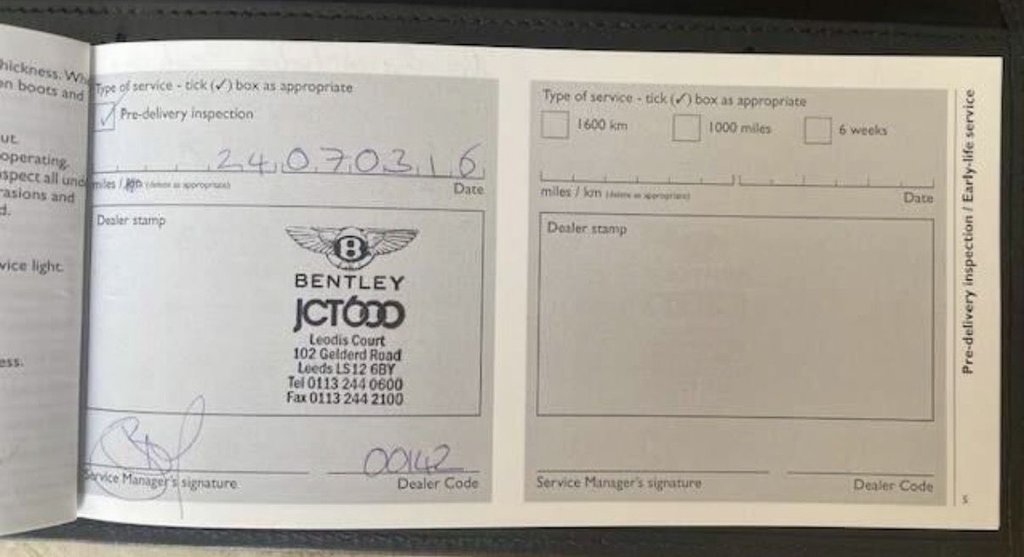 hickness. Wh
en boots and
ut.
operating.
spect all und
rasions and
d.
vice light.
ess.
Type of service - tick (✓) box as appropriate
✓ Pre-delivery inspection
24 070316
miles / km (delete as appropriate)
Date
Dealer stamp
B
BENTLEY
JCT600
Leodis Court
102 Gelderd Road
Leeds LS12 6BY
Tel 0113 244 0600
Fax 0113 244 2100
00142
Service Manager's signature
Dealer Code
Type of service - tick (✓) box as appropriate
1600 km 1000 miles 6 weeks
miles / km (delete as appropriate)
Date
Dealer stamp
Service Manager's signature
Dealer Code
Pre-delivery inspection / Early-life service
5